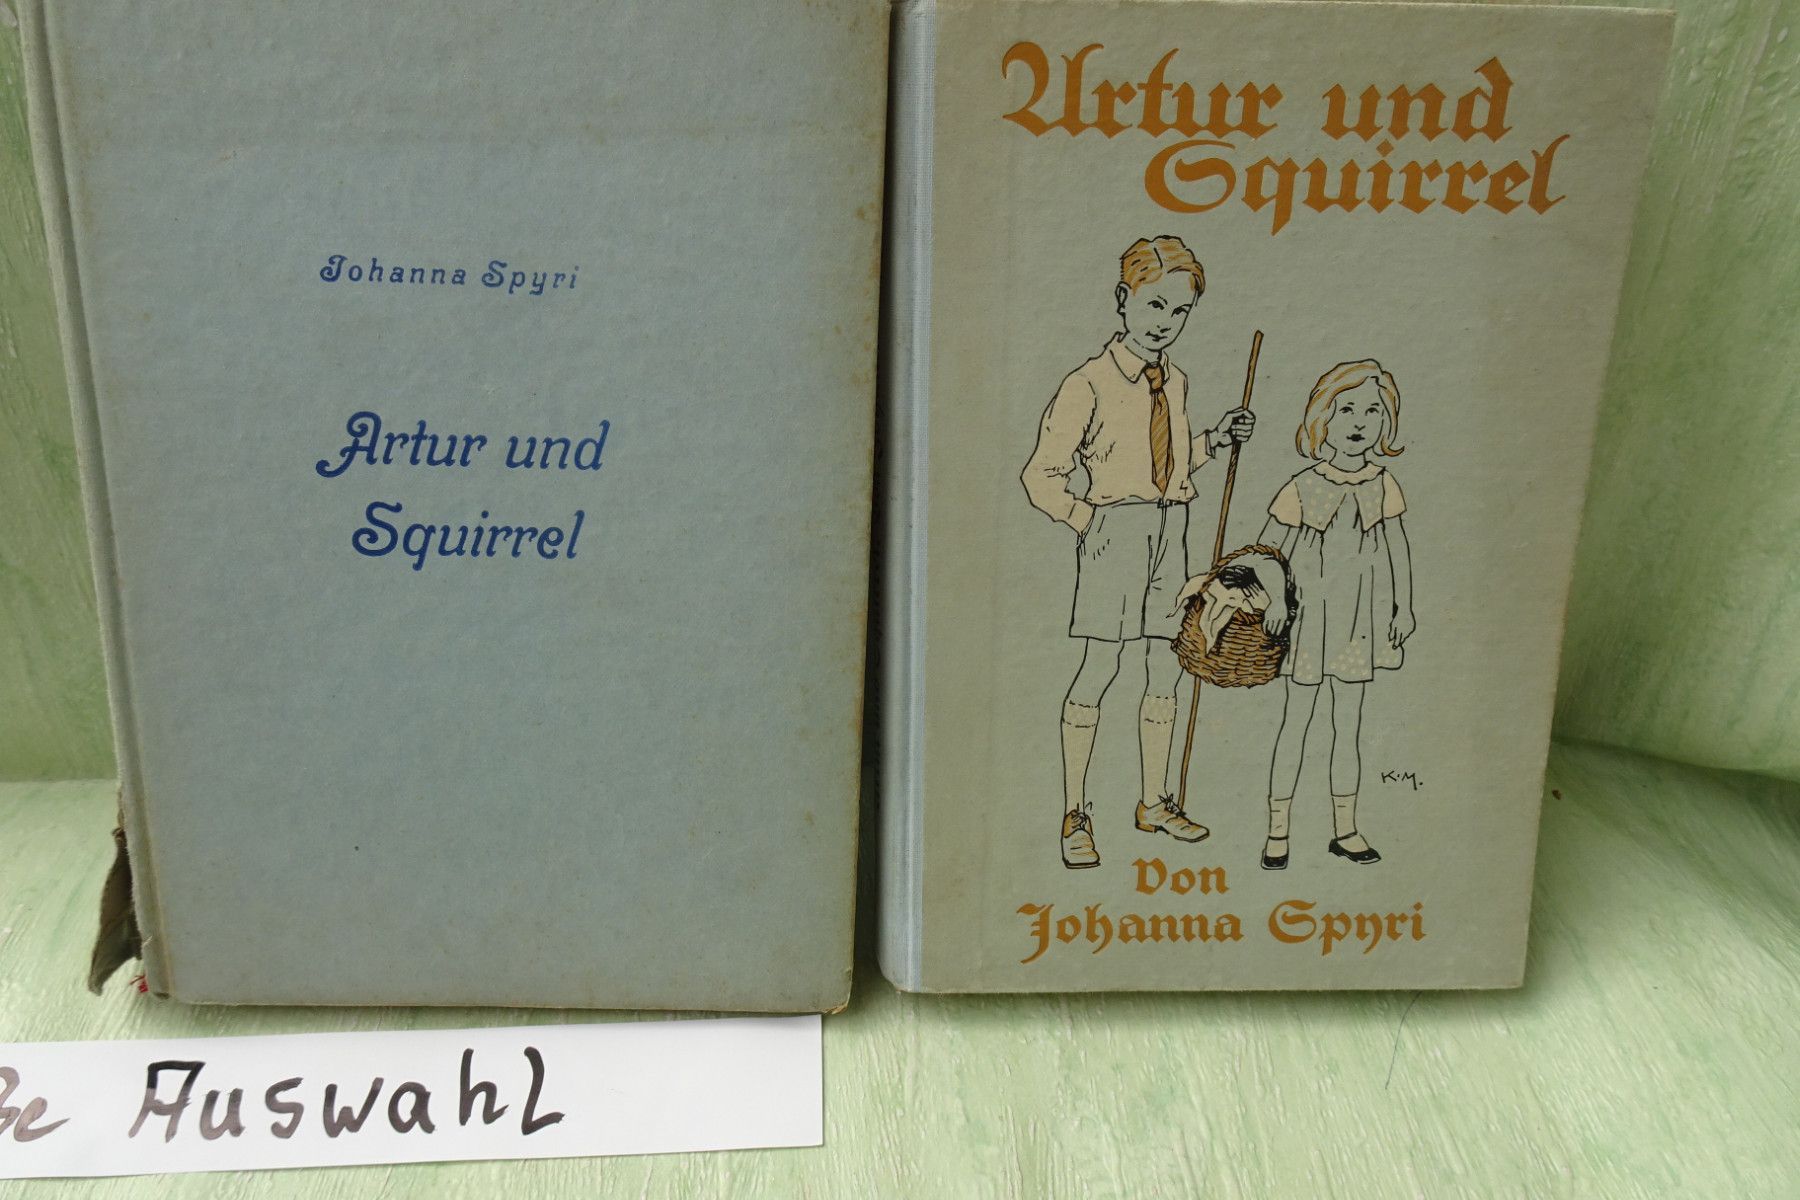 Johanna Spyri
Artur und
Squirrel
Artur und
Squirrel
K.M.
Von
Johanna Spyri
Auswahl